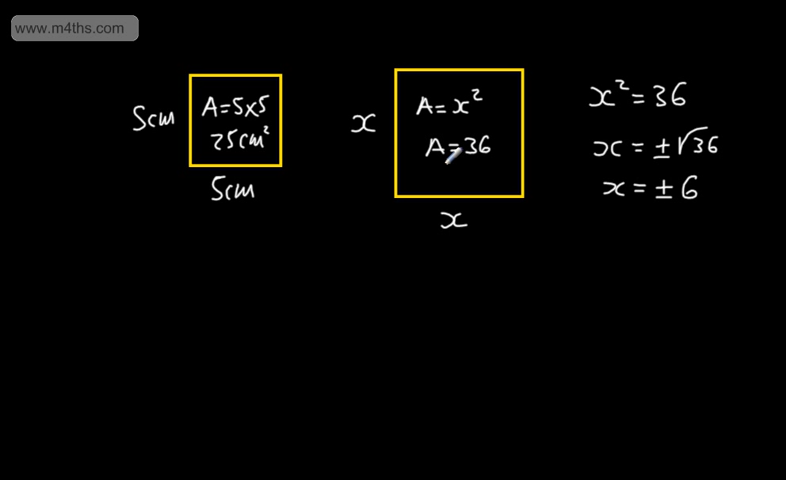 www.m4ths.com
5cm
A=5x5
25cm²
5cm
x
A=x²
A=36
x
x²=36
x=±√36
x=±6